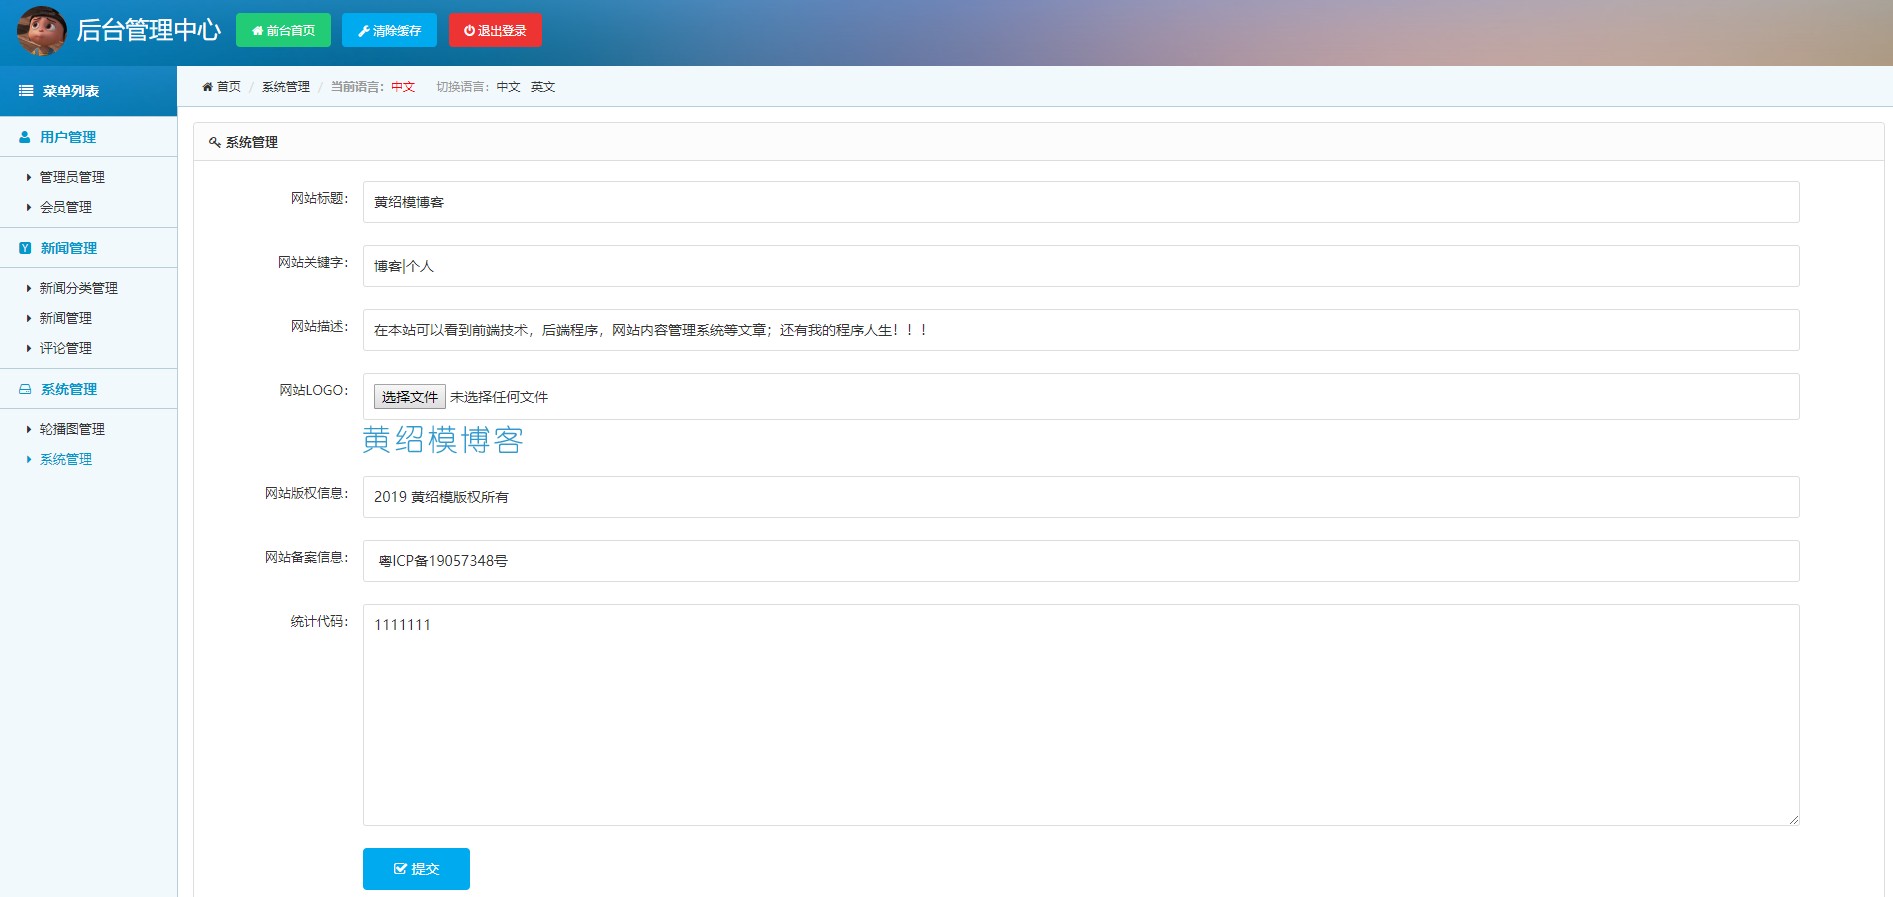 后台管理中心 前台首页 清除缓存 退出登录
菜单列表
用户管理
管理员管理
会员管理
新闻管理
新闻分类管理
新闻管理
评论管理
系统管理
轮播图管理
系统管理
首页 / 系统管理 / 当前语言：中文 切换语言：中文 英文
系统管理
网站标题： 黄绍模博客
网站关键字： 博客|个人
网站描述： 在本站可以看到前端技术，后端程序，网站内容管理系统等文章；还有我的程序人生！！！
网站LOGO： 选择文件 未选择任何文件
黄绍模博客
网站版权信息： 2019 黄绍模版权所有
网站备案信息： 粤ICP备19057348号
统计代码： 1111111
提交